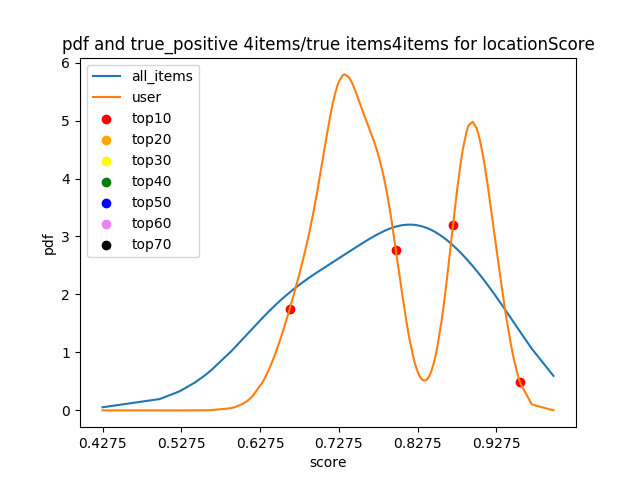 pdf and true_positive 4items/true items4items for locationScore
all_items
user
top10
top20
top30
top40
top50
top60
top70
6
5
4
3
2
1
0
pdf
0.4275 0.5275 0.6275 0.7275 0.8275 0.9275
score